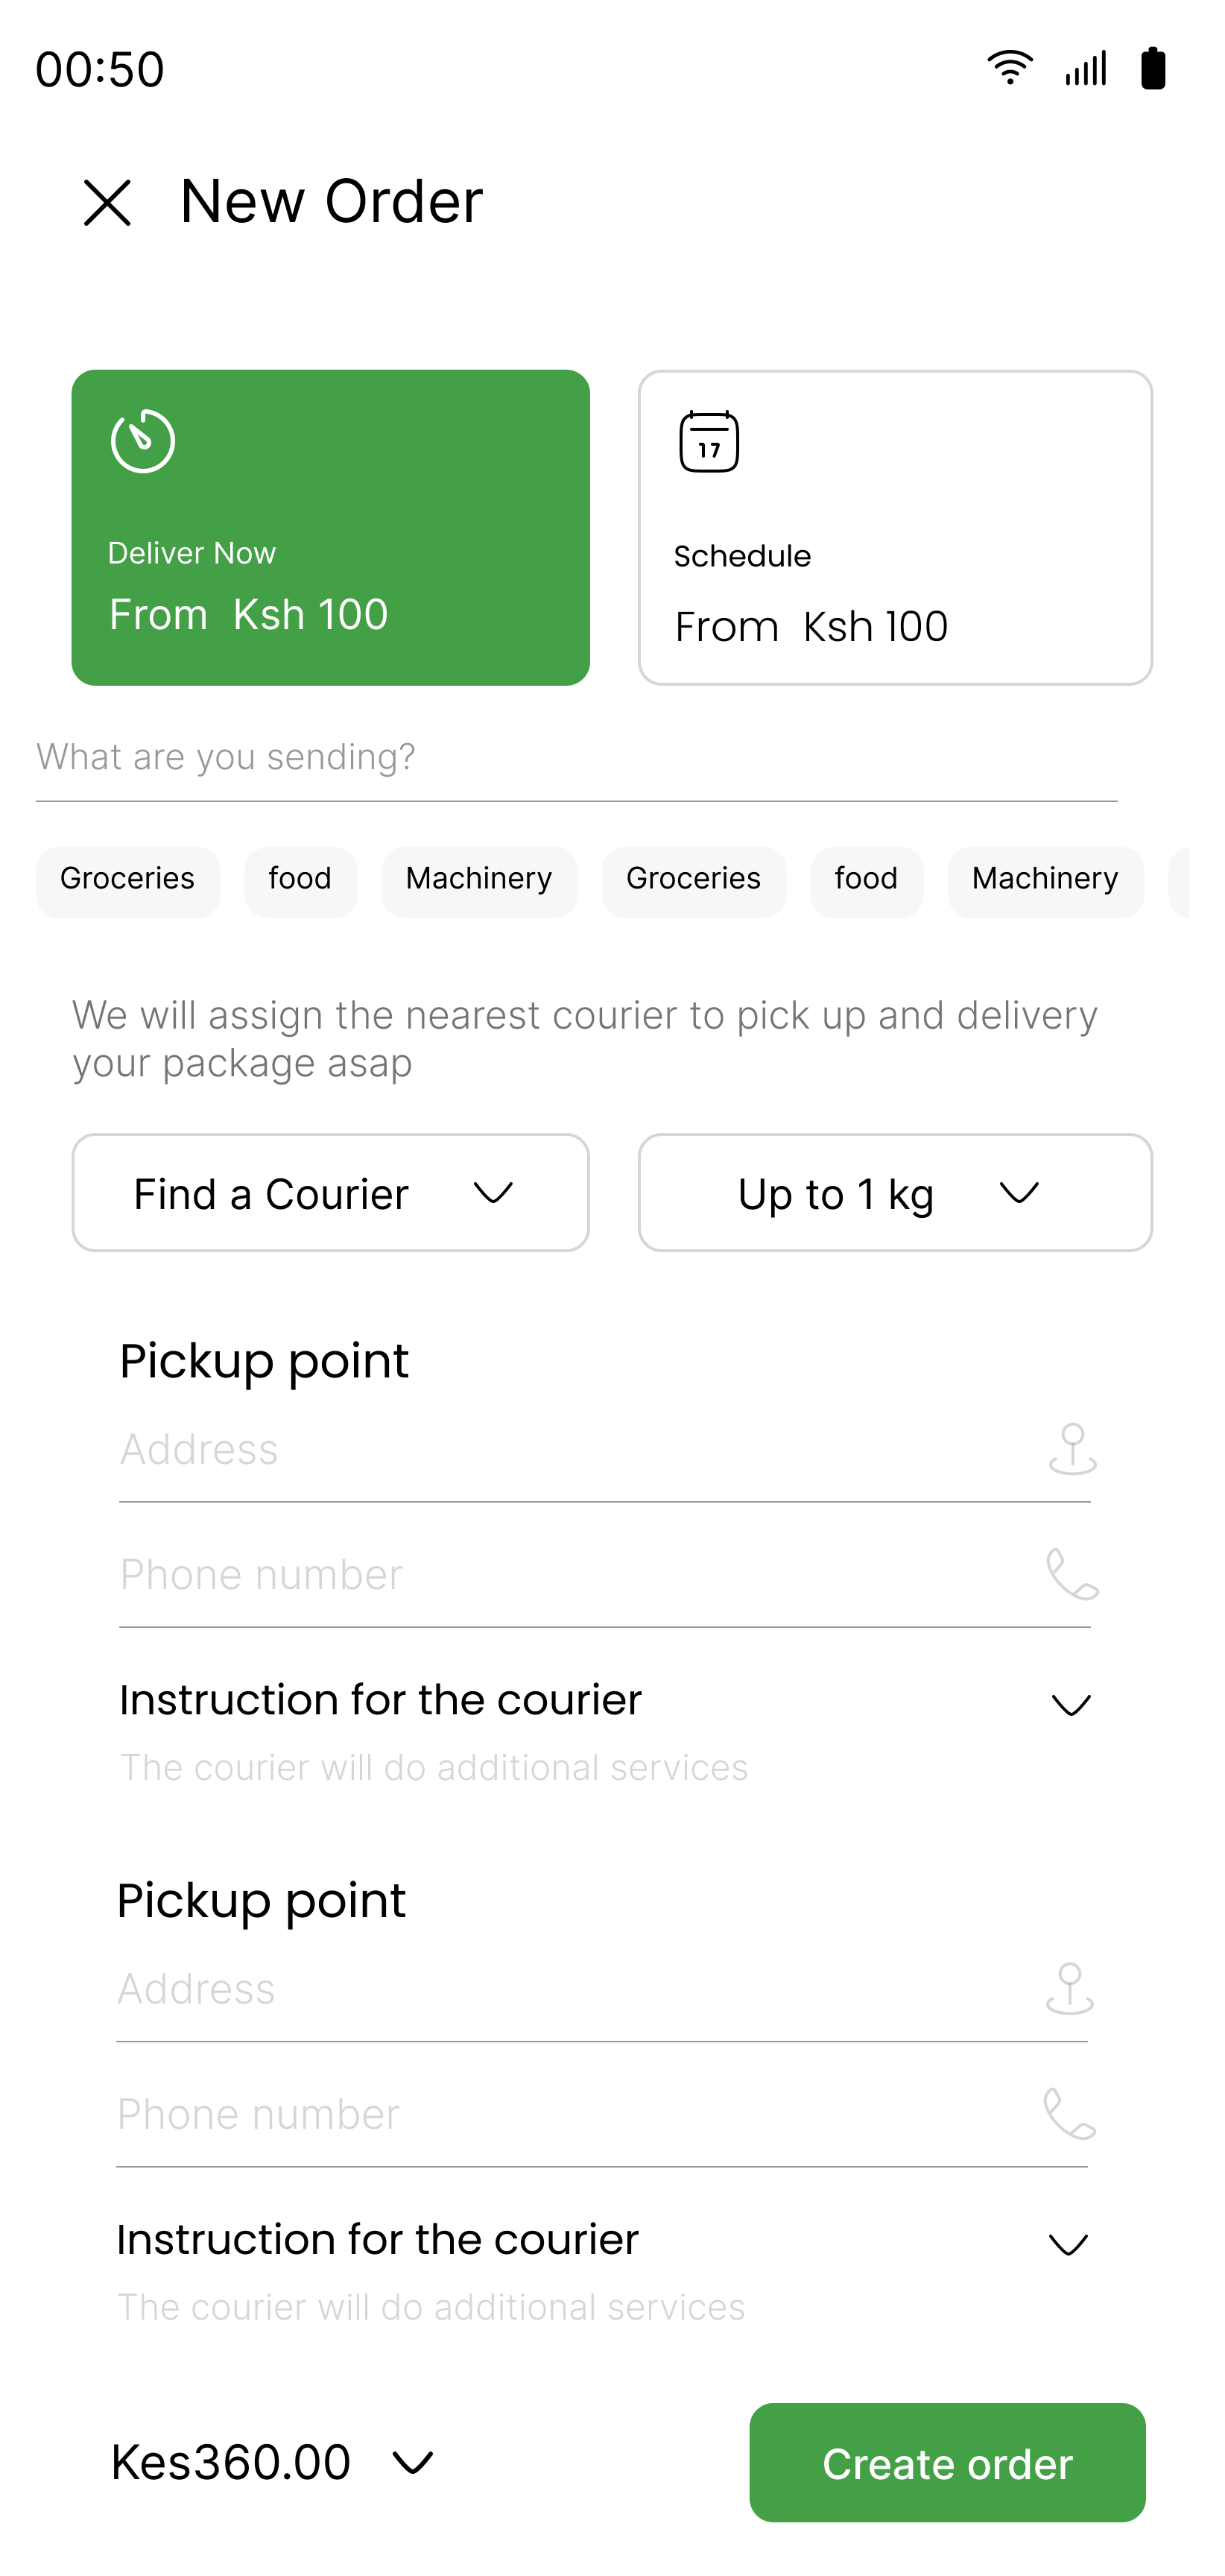 00:50
New Order
17
Deliver Now
From Ksh 100
Schedule
From Ksh 100
What are you sending?
Groceries food Machinery Groceries food Machinery
We will assign the nearest courier to pick up and delivery
your package asap
Find a Courier
Up to 1 kg
Pickup point
Address
Phone number
Instruction for the courier
The courier will do additional services
Pickup point
Address
Phone number
Instruction for the courier
The courier will do additional services
Kes360.00
Create order